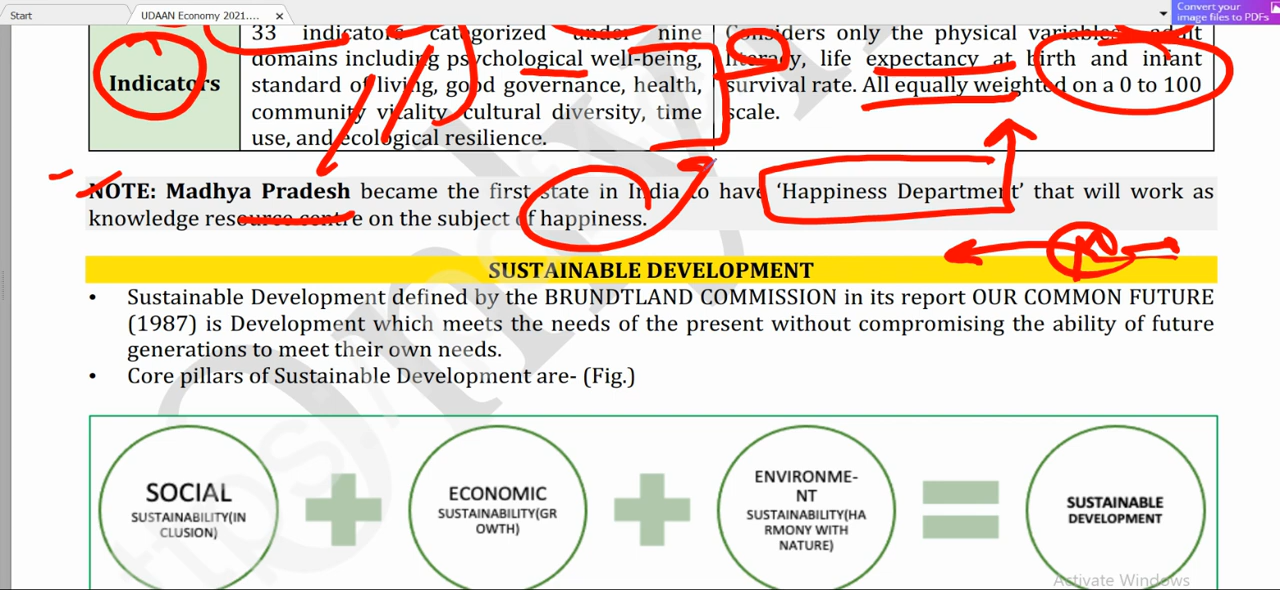 Start
UDAAN Economy 2021....
Convert your
image files to PDFs
Indicators
33 indicators categorized under nine
domains including psychological well-being,
standard of living, good governance, health,
community vitality, cultural diversity, time
use, and ecological resilience.
Considers only the physical variables- adult
literacy, life expectancy at birth and infant
survival rate. All equally weighted on a 0 to 100
scale.
NOTE: Madhya Pradesh became the first state in India to have 'Happiness Department' that will work as
knowledge resource centre on the subject of happiness.
SUSTAINABLE DEVELOPMENT
• Sustainable Development defined by the BRUNDTLAND COMMISSION in its report OUR COMMON FUTURE
(1987) is Development which meets the needs of the present without compromising the ability of future
generations to meet their own needs.
• Core pillars of Sustainable Development are- (Fig.)
SOCIAL
SUSTAINABILITY(IN
CLUSION)
ECONOMIC
SUSTAINABILITY(GR
OWTH)
ENVIRONME-
NT
SUSTAINABILITY(HA
RMONY WITH
NATURE)
SUSTAINABLE
DEVELOPMENT
Activate Windows